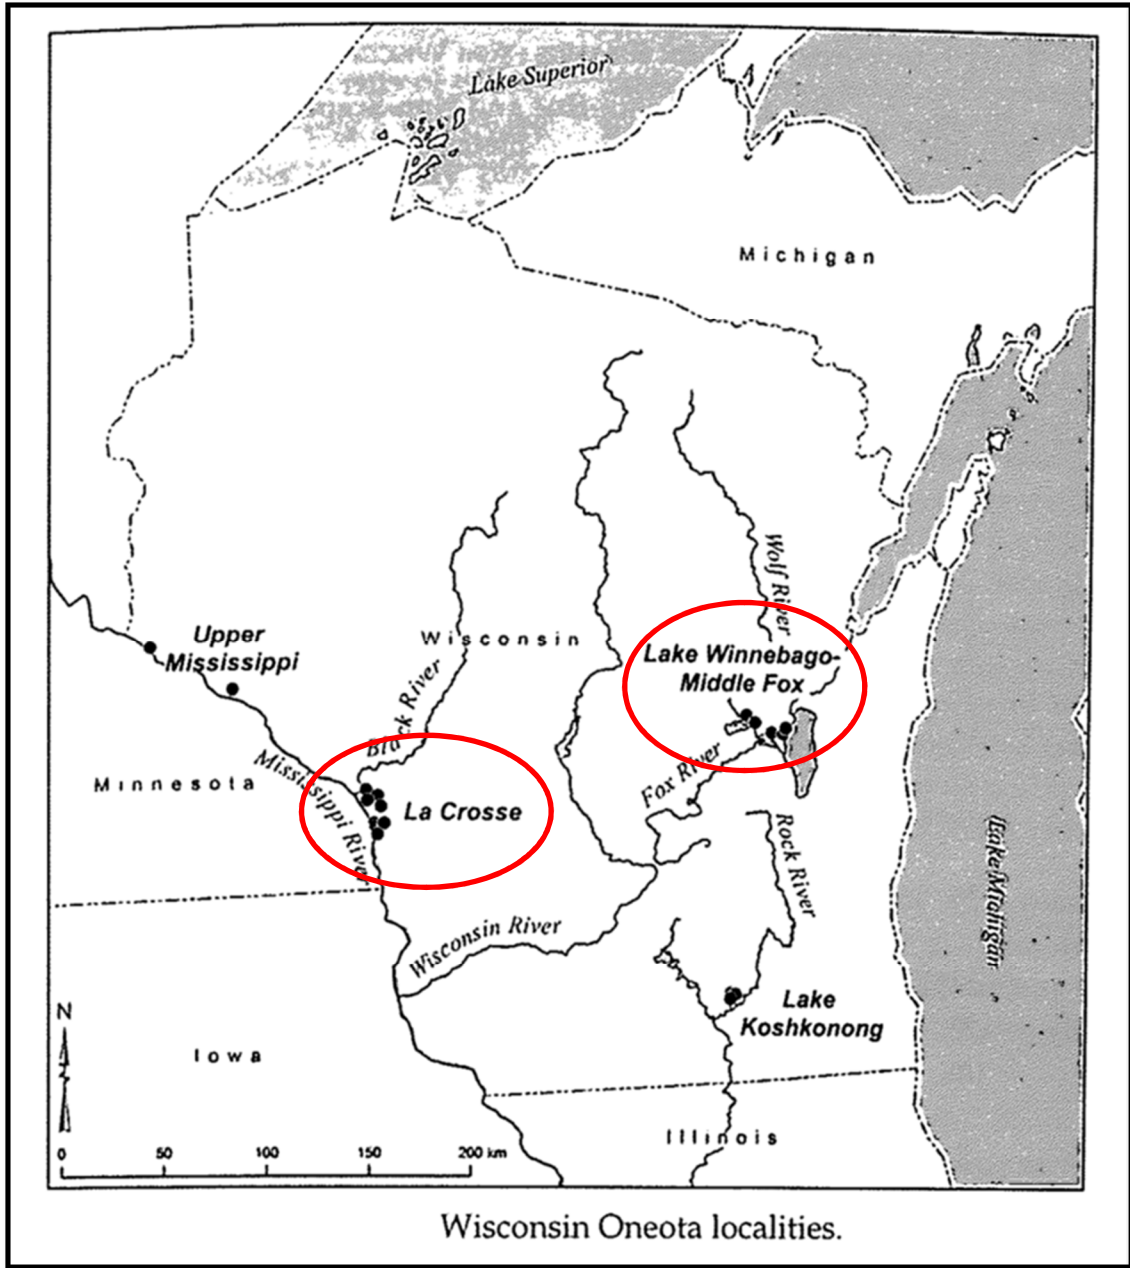 Lake Superior
Michigan
Wolf River
Upper
Mississippi
Wisconsin
Lake Winnebago-
Middle Fox
Black River
Minnesota
Mississippi River
La Crosse
Fox River
Rock River
Lake Michigan
Wisconsin River
Lake
Koshkonong
N
Iowa
Illinois
0 50 100 150 200 km
Wisconsin Oneota localities.